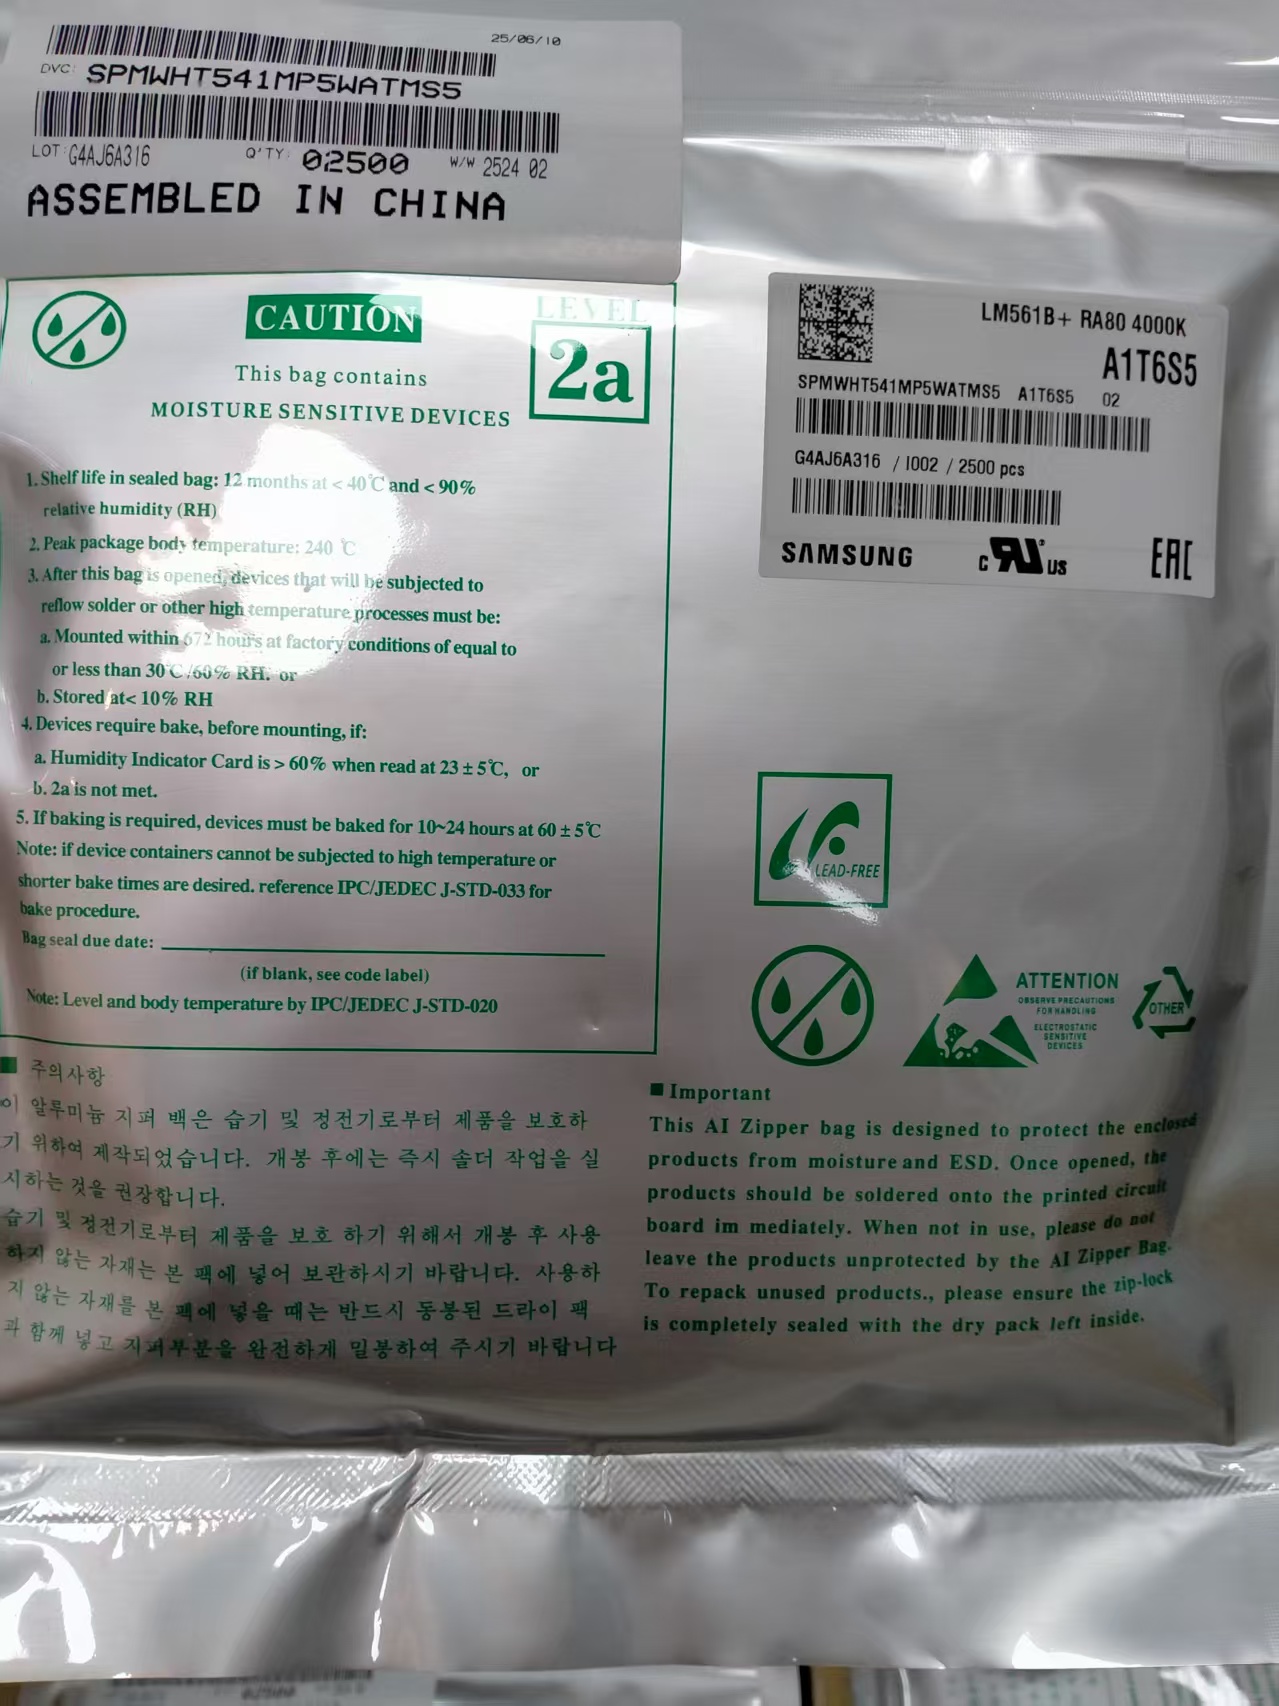 25/06/10
DVC: SPMWHT541MP5WATMS5
LOT:G4AJ6A316 Q'TY: 02500 W/W 2524 02
ASSEMBLED IN CHINA
CAUTION
LEVEL
2a
This bag contains
MOISTURE SENSITIVE DEVICES
1. Shelf life in sealed bag: 12 months at < 40℃ and < 90%
relative humidity (RH)
2. Peak package body temperature: 240 ℃
3. After this bag is opened, devices that will be subjected to
reflow solder or other high temperature processes must be:
a. Mounted within 672 hours at factory conditions of equal to
or less than 30℃/60% RH. or
b. Stored at< 10% RH
4. Devices require bake, before mounting, if:
a. Humidity Indicator Card is > 60% when read at 23 ± 5℃, or
b. 2a is not met.
5. If baking is required, devices must be baked for 10~24 hours at 60 ± 5℃
Note: if device containers cannot be subjected to high temperature or
shorter bake times are desired. reference IPC/JEDEC J-STD-033 for
bake procedure.
Bag seal due date:
(if blank, see code label)
Note: Level and body temperature by IPC/JEDEC J-STD-020
LM561B+ RA80 4000K
A1T6S5
SPMWHT541MP5WATMS5 A1T6S5 02
G4AJ6A316 / I002 / 2500 pcs
SAMSUNG c RU US EAC
LEAD-FREE
ATTENTION
OBSERVE PRECAUTIONS
FOR HANDLING
ELECTROSTATIC
SENSITIVE
DEVICES
OTHER
■ 주의사항
이 알루미늄 지퍼 백은 습기 및 정전기로부터 제품을 보호하
기 위하여 제작되었습니다. 개봉 후에는 즉시 솔더 작업을 실
시하는 것을 권장합니다.
습기 및 정전기로부터 제품을 보호 하기 위해서 개봉 후 사용
하지 않는 자재는 본 팩에 넣어 보관하시기 바랍니다. 사용하
지 않는 자재를 본 팩에 넣을 때는 반드시 동봉된 드라이 팩
과 함께 넣고 지퍼부분을 완전하게 밀봉하여 주시기 바랍니다
■ Important
This AI Zipper bag is designed to protect the enclosed
products from moisture and ESD. Once opened, the
products should be soldered onto the printed circuit
board im mediately. When not in use, please do not
leave the products unprotected by the AI Zipper Bag.
To repack unused products., please ensure the zip-lock
is completely sealed with the dry pack left inside.